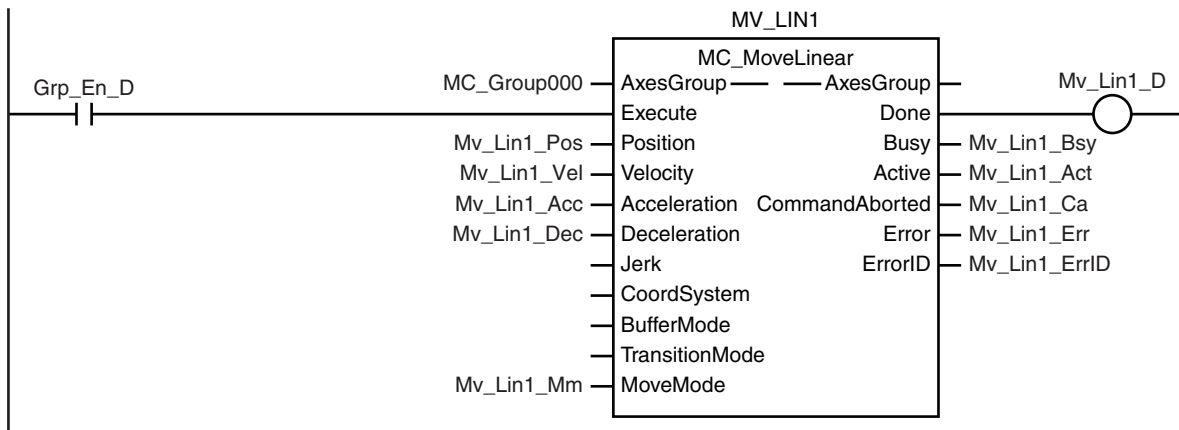 MV_LIN1
MC_MoveLinear
MC_Group000 AxesGroup AxesGroup
Grp_En_D Mv_Lin1_D
Execute Done
Mv_Lin1_Pos Position Busy Mv_Lin1_Bsy
Mv_Lin1_Vel Velocity Active Mv_Lin1_Act
Mv_Lin1_Acc Acceleration CommandAborted Mv_Lin1_Ca
Mv_Lin1_Dec Deceleration Error Mv_Lin1_Err
Jerk ErrorID Mv_Lin1_ErrID
CoordSystem
BufferMode
TransitionMode
Mv_Lin1_Mm MoveMode